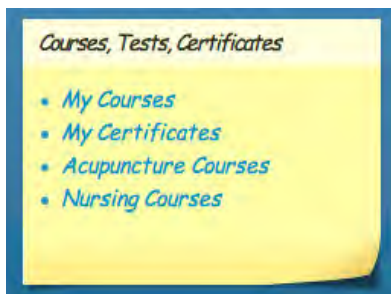 Courses, Tests, Certificates
My Courses
My Certificates
Acupuncture Courses
Nursing Courses